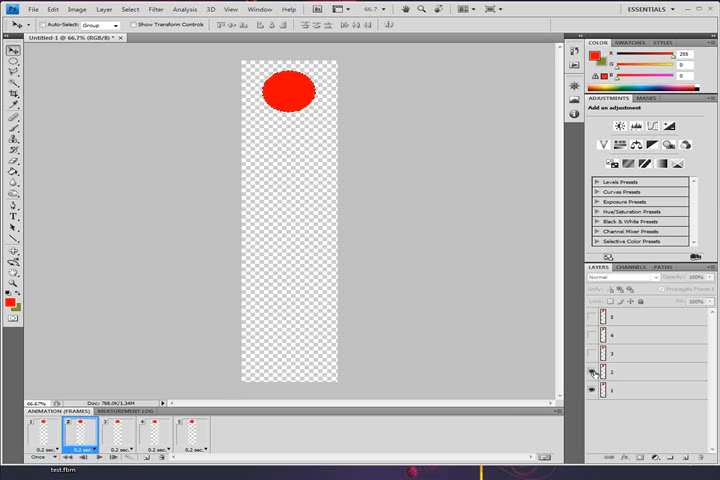 Ps File Edit Image Layer Select Filter Analysis 3D View Window Help 66.7 ESSENTIALS
Auto-Select: Group Show Transform Controls
Untitled-1 @ 66.7% (RGB/8) *
COLOR SWATCHES STYLES
R 255
G 0
B 0
ADJUSTMENTS MASKS
Add an adjustment
Levels Presets
Curves Presets
Exposure Presets
Hue/Saturation Presets
Black & White Presets
Channel Mixer Presets
Selective Color Presets
LAYERS CHANNELS PATHS
Normal Opacity: 100%
Unify: Propagate Frame 1
Lock: Fill: 100%
5
4
3
2
1
66.67% Doc: 768.0K/1.34M
ANIMATION (FRAMES) MEASUREMENT LOG
1 2 3 4 5
0.2 sec. 0.2 sec. 0.2 sec. 0.2 sec. 0.2 sec.
Once
test.fbm